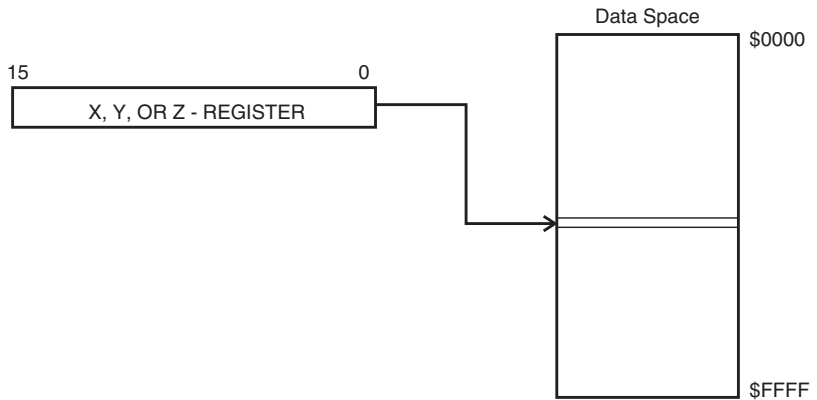 Data Space
$0000
15
0
X, Y, OR Z - REGISTER
$FFFF